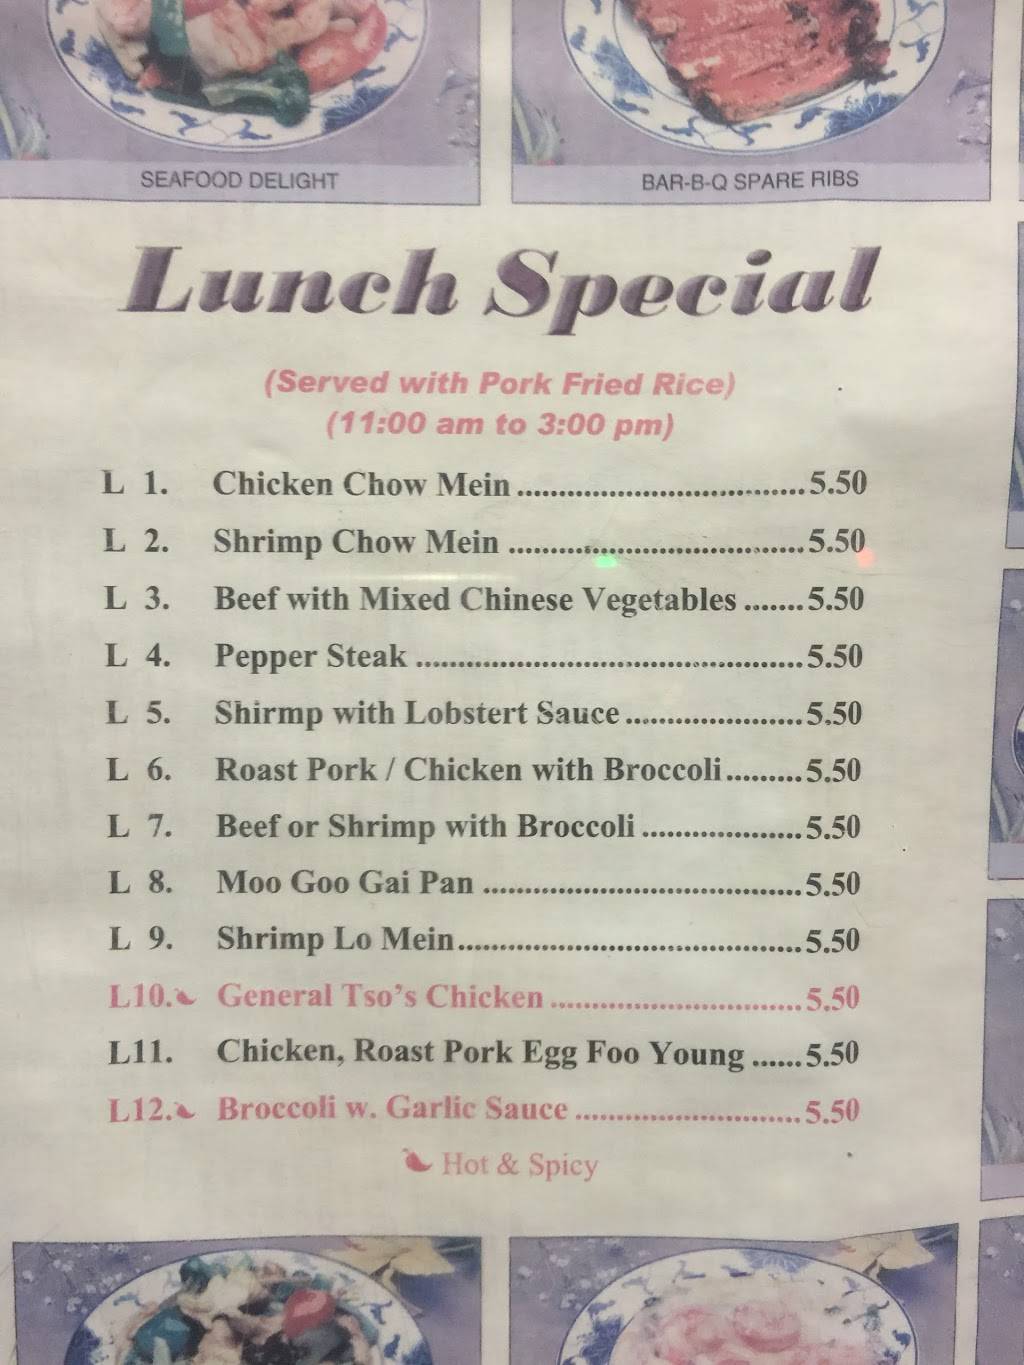 SEAFOOD DELIGHT
BAR-B-Q SPARE RIBS
Lunch Special
(Served with Pork Fried Rice)
(11:00 am to 3:00 pm)
L 1. Chicken Chow Mein ................................... 5.50
L 2. Shrimp Chow Mein ................................... 5.50
L 3. Beef with Mixed Chinese Vegetables ....... 5.50
L 4. Pepper Steak ............................................... 5.50
L 5. Shirmp with Lobstert Sauce ..................... 5.50
L 6. Roast Pork / Chicken with Broccoli ......... 5.50
L 7. Beef or Shrimp with Broccoli ................... 5.50
L 8. Moo Goo Gai Pan ...................................... 5.50
L 9. Shrimp Lo Mein ......................................... 5.50
L10. General Tso's Chicken .............................. 5.50
L11. Chicken, Roast Pork Egg Foo Young ...... 5.50
L12. Broccoli w. Garlic Sauce ........................... 5.50
Hot & Spicy